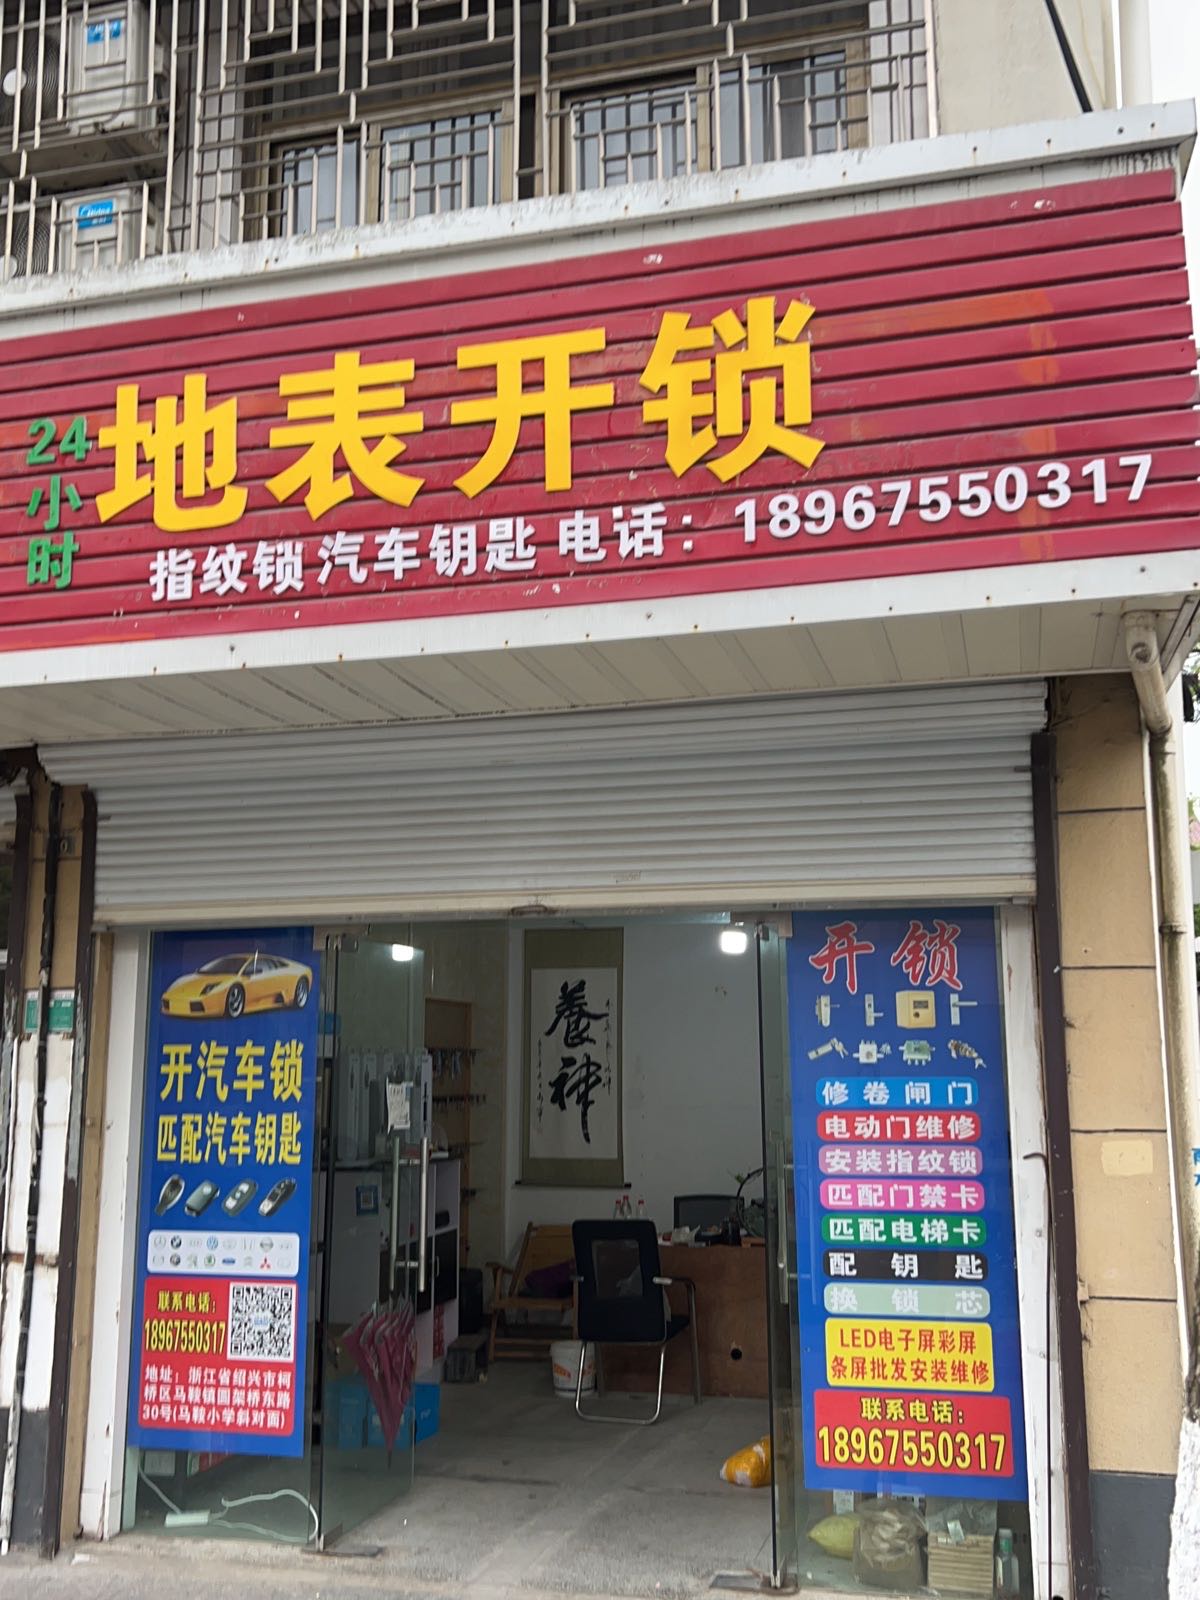 Midea
24小时
地表开锁
指纹锁 汽车钥匙 电话：18967550317
开汽车锁
匹配汽车钥匙
联系电话：
18967550317
地址：浙江省绍兴市柯
桥区马鞍镇圆架桥东路
30号(马鞍小学斜对面)
養神
开锁
修卷闸门
电动门维修
安装指纹锁
匹配门禁卡
匹配电梯卡
配钥匙
换锁芯
LED电子屏彩屏
条屏批发安装维修
联系电话：
18967550317